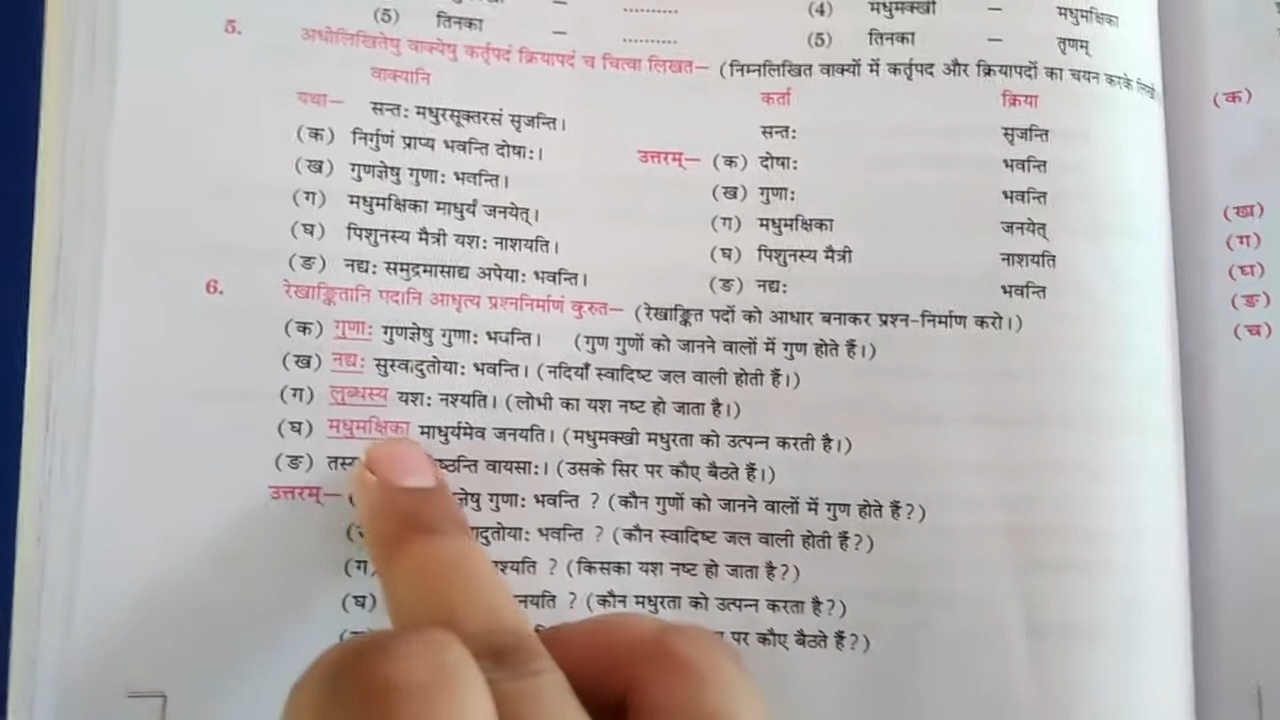 (5) तिनका – ..........
(4) मधुमक्खी – मधुमक्षिका
(5) तिनका – तृणम्
5. अधोलिखितेषु वाक्येषु कर्तृपदं क्रियापदं च चित्वा लिखत– (निम्नलिखित वाक्यों में कर्तृपद और क्रियापदों का चयन करके
वाक्यानि कर्ता क्रिया
यथा– सन्तः मधुरसूक्तरसं सृजन्ति। सन्तः सृजन्ति
(क) निर्गुणं प्राप्य भवन्ति दोषाः। उत्तरम्– (क) दोषाः भवन्ति
(ख) गुणज्ञेषु गुणाः भवन्ति। (ख) गुणाः भवन्ति
(ग) मधुमक्षिका माधुर्यं जनयेत्। (ग) मधुमक्षिका जनयेत्
(घ) पिशुनस्य मैत्री यशः नाशयति। (घ) पिशुनस्य मैत्री नाशयति
(ङ) नद्यः समुद्रमासाद्य अपेयाः भवन्ति। (ङ) नद्यः भवन्ति
6. रेखाङ्कितानि पदानि आधृत्य प्रश्ननिर्माणं कुरुत– (रेखाङ्कित पदों को आधार बनाकर प्रश्न-निर्माण करो।)
(क) गुणाः गुणज्ञेषु गुणाः भवन्ति। (गुण गुणों को जानने वालों में गुण होते हैं।)
(ख) नद्यः सुस्वादुतोयाः भवन्ति। (नदियाँ स्वादिष्ट जल वाली होती हैं।)
(ग) लुब्धस्य यशः नश्यति। (लोभी का यश नष्ट हो जाता है।)
(घ) मधुमक्षिका माधुर्यमेव जनयति। (मधुमक्खी मधुरता को उत्पन्न करती है।)
(ङ) वायसाः। (उसके सिर पर कौए बैठते हैं।)
उत्तरम्– गुणाः भवन्ति ? (कौन गुणों को जानने वालों में गुण होते हैं?)
भवन्ति ? (कौन स्वादिष्ट जल वाली होती हैं?)
(ग) ? (किसका यश नष्ट हो जाता है?)
(घ) ? (कौन मधुरता को उत्पन्न करता है?)
पर कौए बैठते हैं?)
(क)
(ख)
(ग)
(घ)
(ङ)
(च)